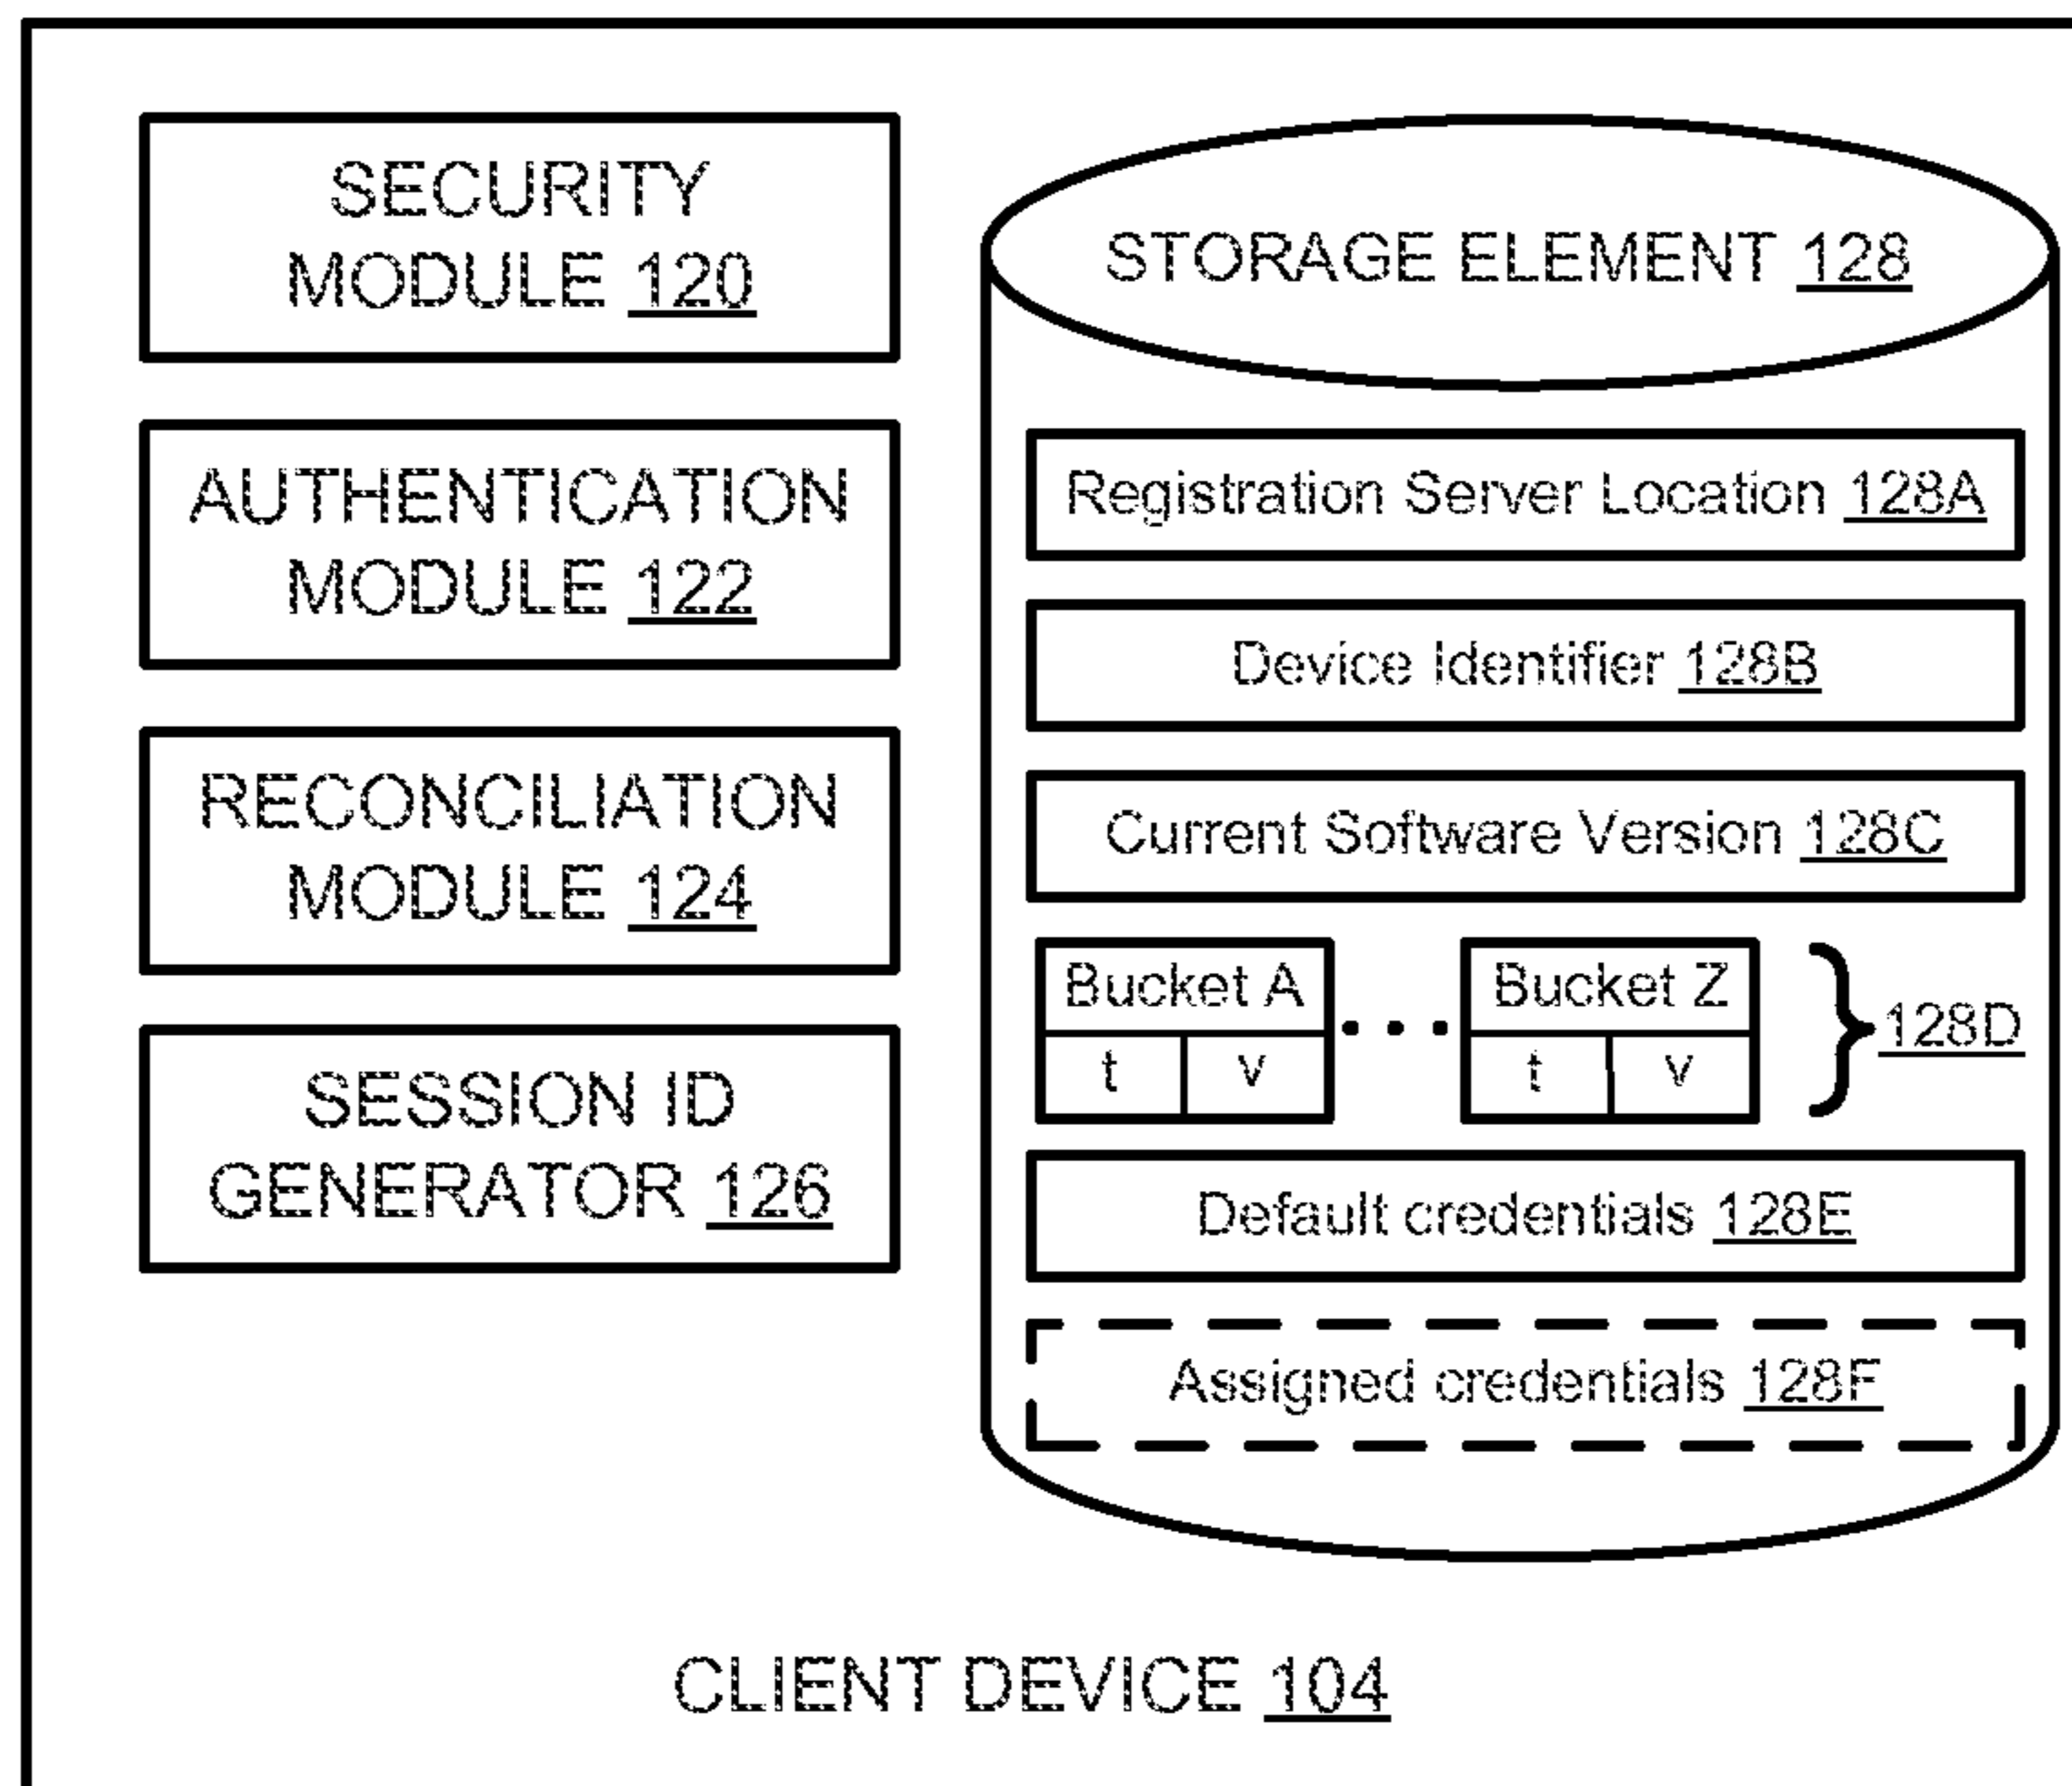 SECURITY
MODULE 120
AUTHENTICATION
MODULE 122
RECONCILIATION
MODULE 124
SESSION ID
GENERATOR 126
STORAGE ELEMENT 128
Registration Server Location 128A
Device Identifier 128B
Current Software Version 128C
Bucket A ... Bucket Z
t v t v
128D
Default credentials 128E
Assigned credentials 128F
CLIENT DEVICE 104